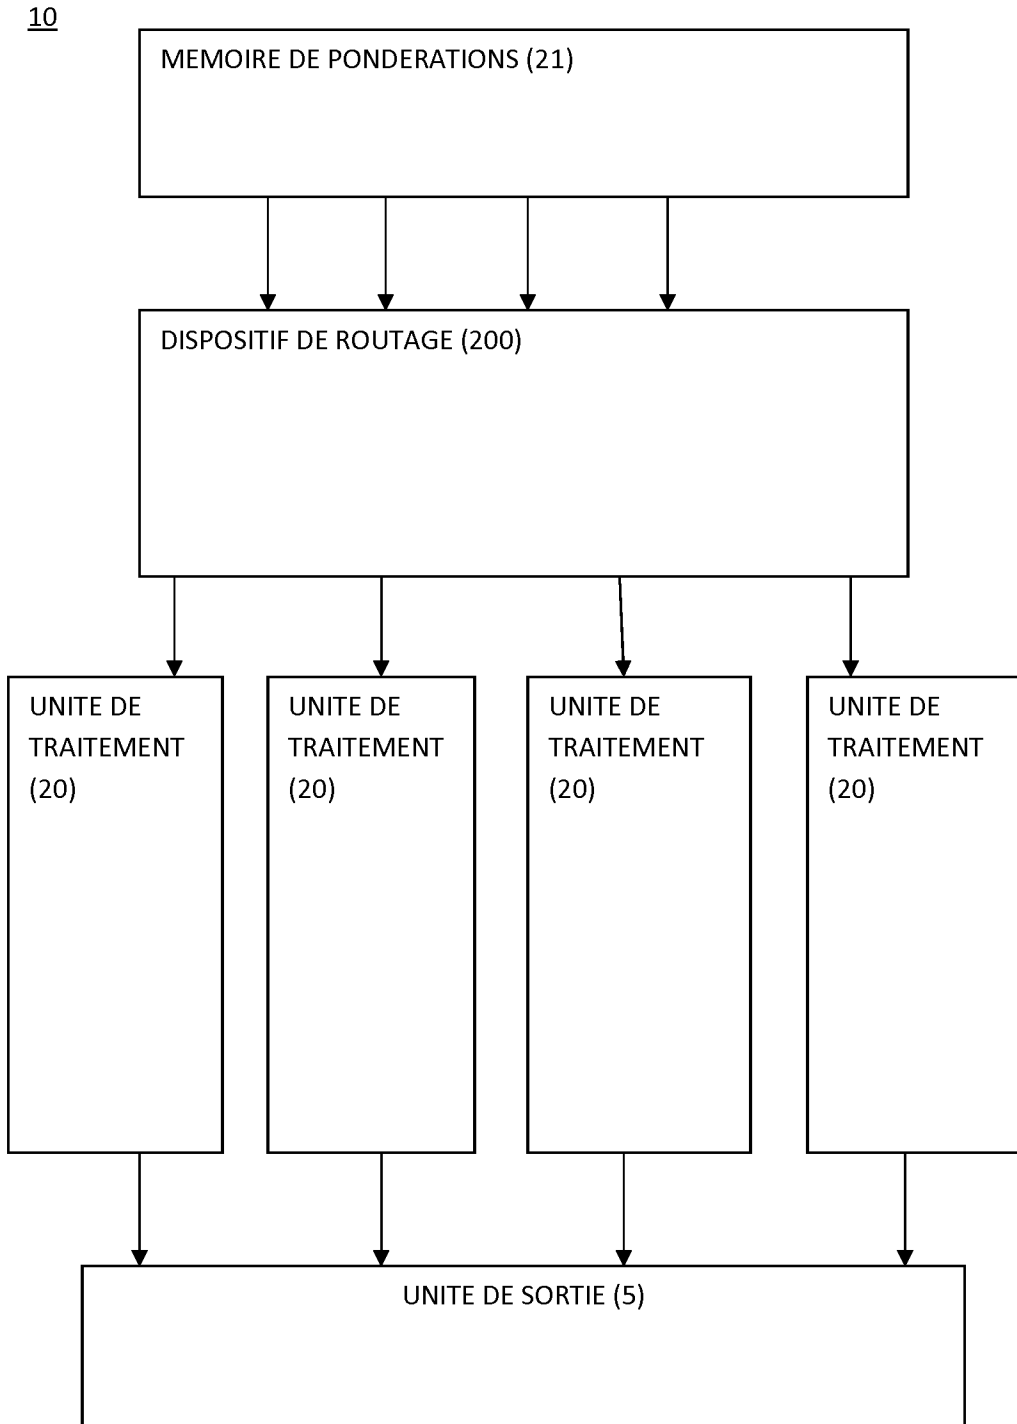 10
MEMOIRE DE PONDERATIONS (21)
DISPOSITIF DE ROUTAGE (200)
UNITE DE
TRAITEMENT
(20)
UNITE DE
TRAITEMENT
(20)
UNITE DE
TRAITEMENT
(20)
UNITE DE
TRAITEMENT
(20)
UNITE DE SORTIE (5)